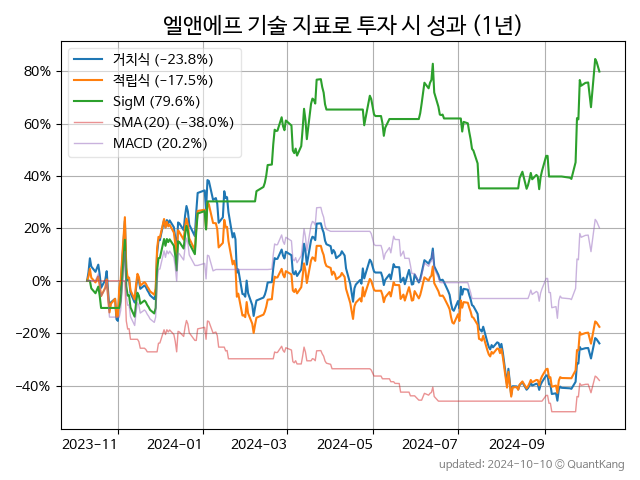 엘앤에프 기술 지표로 투자 시 성과 (1년)
거치식 (−23.8%)
적립식 (−17.5%)
SigM (79.6%)
SMA(20) (−38.0%)
MACD (20.2%)
80%
60%
40%
20%
0%
−20%
−40%
2023−11
2024−01
2024−03
2024−05
2024−07
2024−09
updated: 2024-10-10 © QuantKang